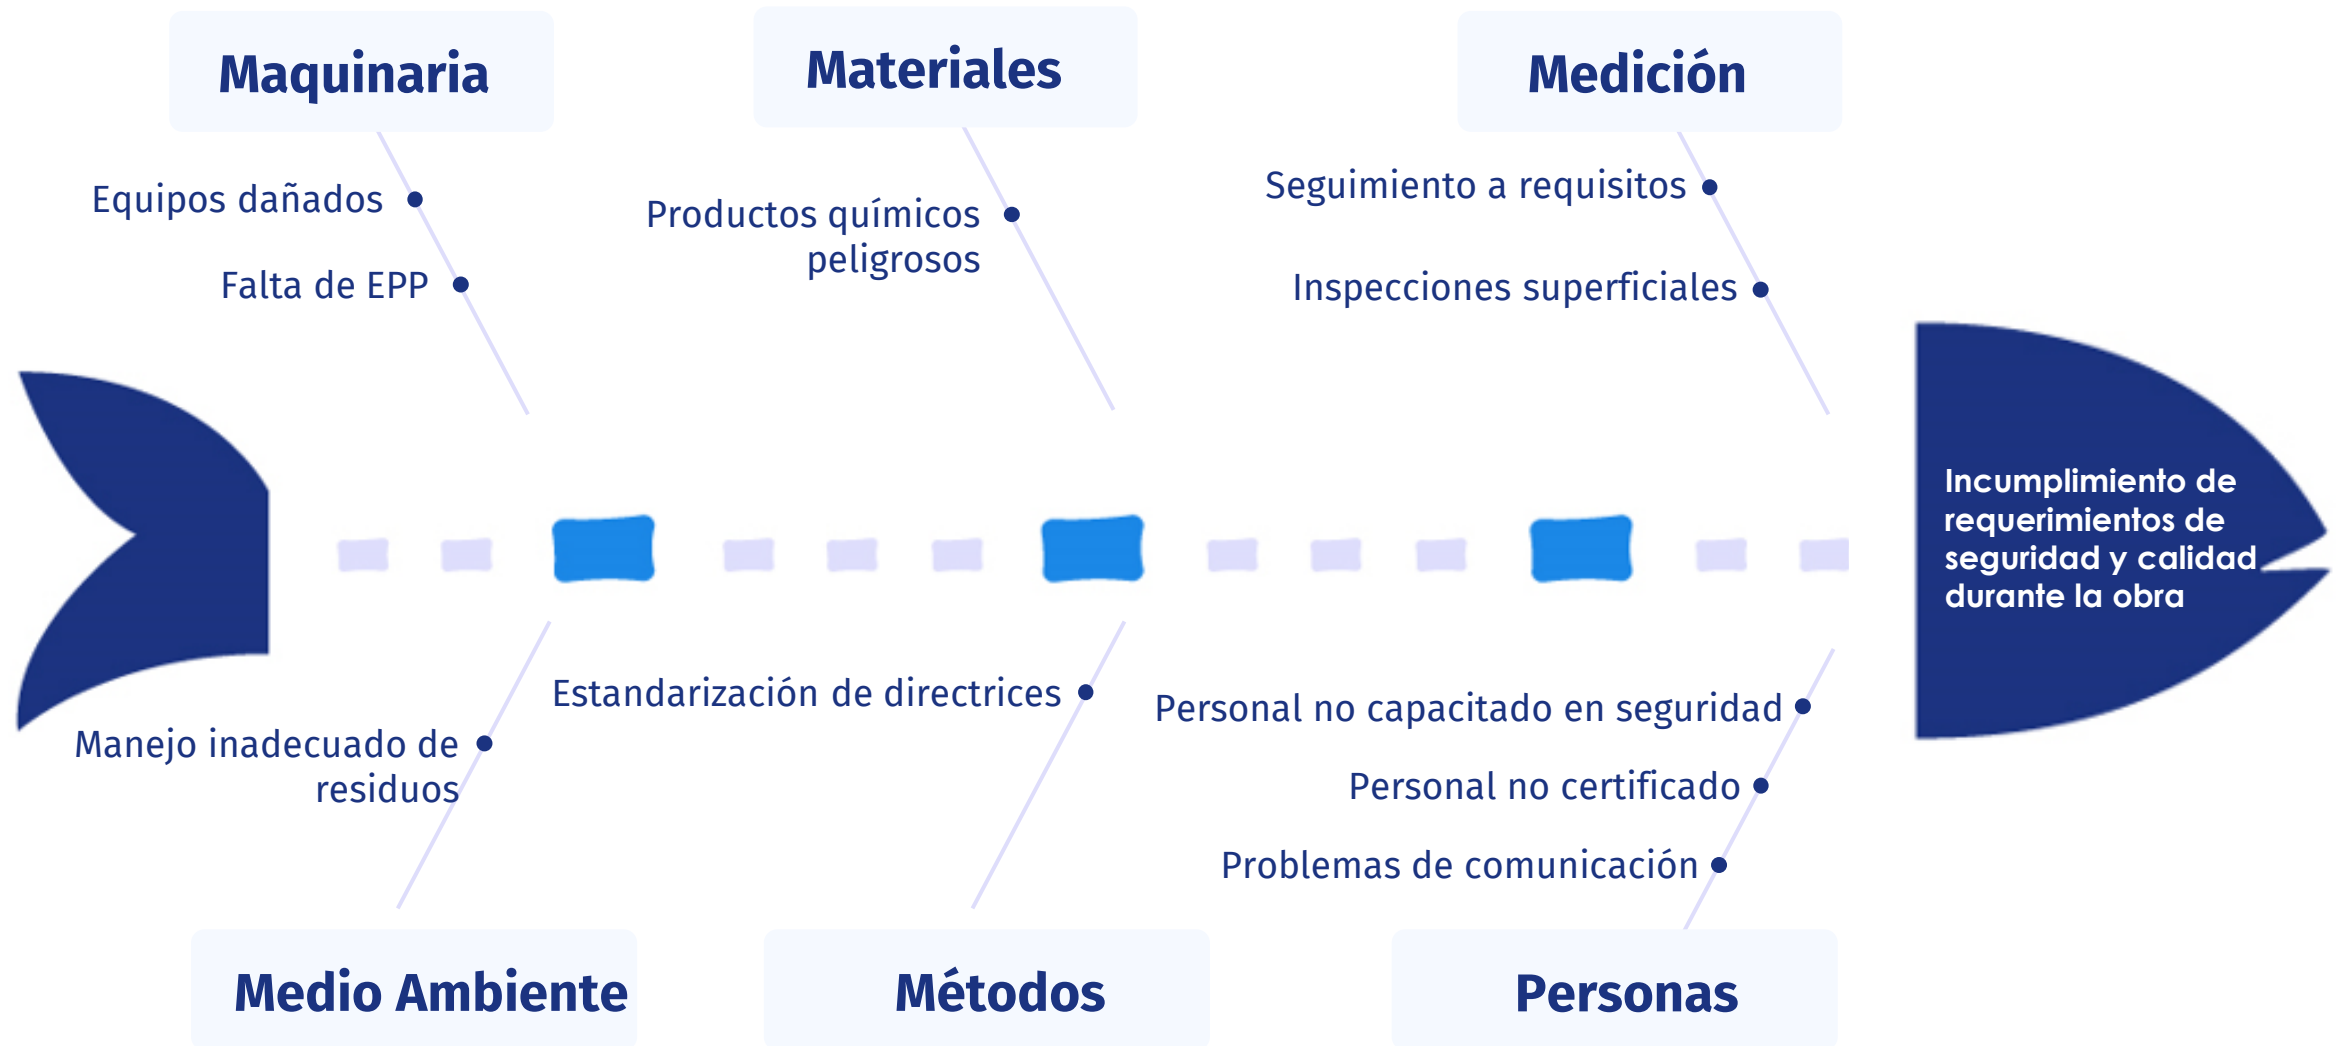 Maquinaria
Materiales
Medición
Equipos dañados
Falta de EPP
Productos químicos
peligrosos
Seguimiento a requisitos
Inspecciones superficiales
Incumplimiento de
requerimientos de
seguridad y calidad
durante la obra
Manejo inadecuado de
residuos
Estandarización de directrices
Personal no capacitado en seguridad
Personal no certificado
Problemas de comunicación
Medio Ambiente
Métodos
Personas